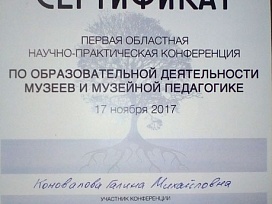 СЕРТИФИКАТ
ПЕРВАЯ ОБЛАСТНАЯ
НАУЧНО-ПРАКТИЧЕСКАЯ КОНФЕРЕНЦИЯ
ПО ОБРАЗОВАТЕЛЬНОЙ ДЕЯТЕЛЬНОСТИ
МУЗЕЕВ И МУЗЕЙНОЙ ПЕДАГОГИКЕ
17 ноября 2017
Коновалова Галина Михайловна
УЧАСТНИК КОНФЕРЕНЦИИ